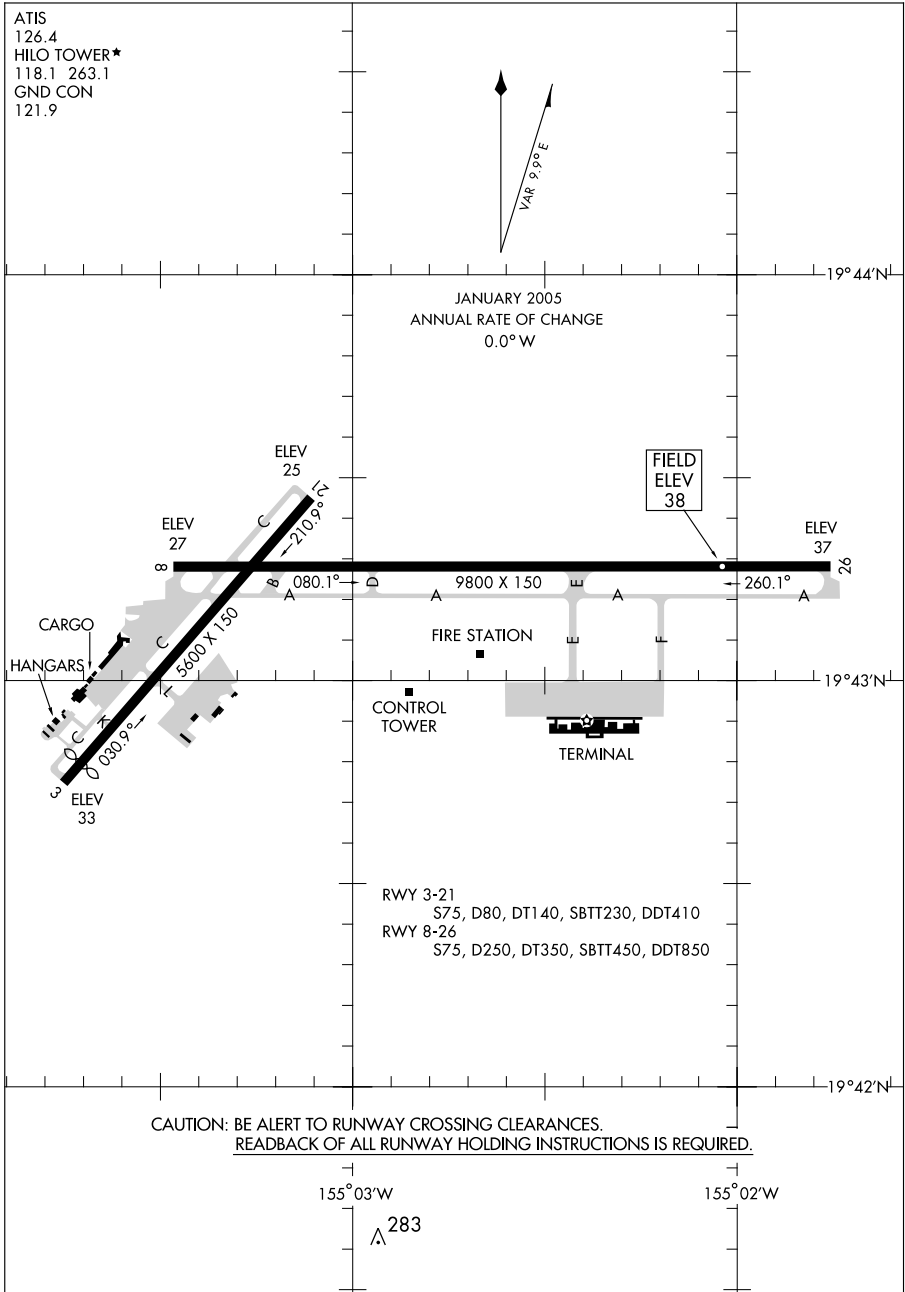 ATIS
126.4
HILO TOWER★
118.1 263.1
GND CON
121.9
VAR 9.9° E
19°44'N
JANUARY 2005
ANNUAL RATE OF CHANGE
0.0° W
ELEV
25
21
210.9°
C
FIELD
ELEV
38
ELEV
27
8
ELEV
37
26
B
080.1°
D
9800 X 150
E
260.1°
A
A
A
A
CARGO
HANGARS
C
5600 X 150
L
K
C
030.9°
3
ELEV
33
FIRE STATION
E
F
19°43'N
CONTROL
TOWER
TERMINAL
RWY 3-21
S75, D80, DT140, SBTT230, DDT410
RWY 8-26
S75, D250, DT350, SBTT450, DDT850
19°42'N
CAUTION: BE ALERT TO RUNWAY CROSSING CLEARANCES.
READBACK OF ALL RUNWAY HOLDING INSTRUCTIONS IS REQUIRED.
155°03'W
155°02'W
283